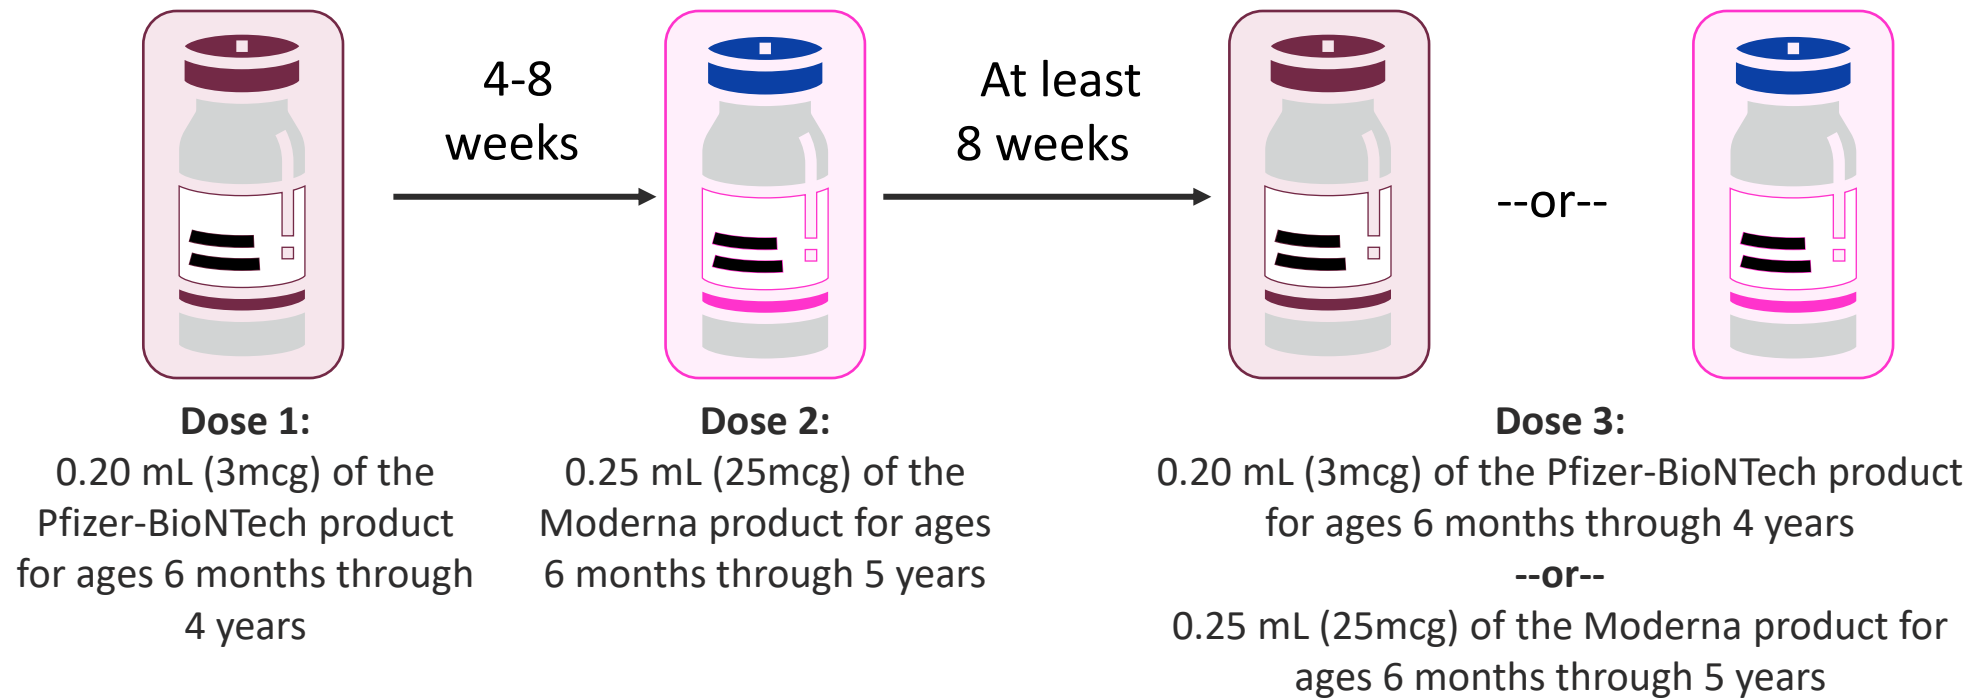 4-8
weeks
At least
8 weeks
--or--
Dose 1:
0.20 mL (3mcg) of the
Pfizer-BioNTech product
for ages 6 months through
4 years
Dose 2:
0.25 mL (25mcg) of the
Moderna product for ages
6 months through 5 years
Dose 3:
0.20 mL (3mcg) of the Pfizer-BioNTech product
for ages 6 months through 4 years
--or--
0.25 mL (25mcg) of the Moderna product for
ages 6 months through 5 years